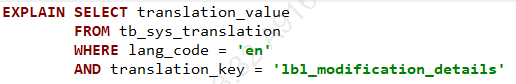 EXPLAIN SELECT translation_value
FROM tb_sys_translation
WHERE lang_code = 'en'
AND translation_key = 'lbl_modification_details'